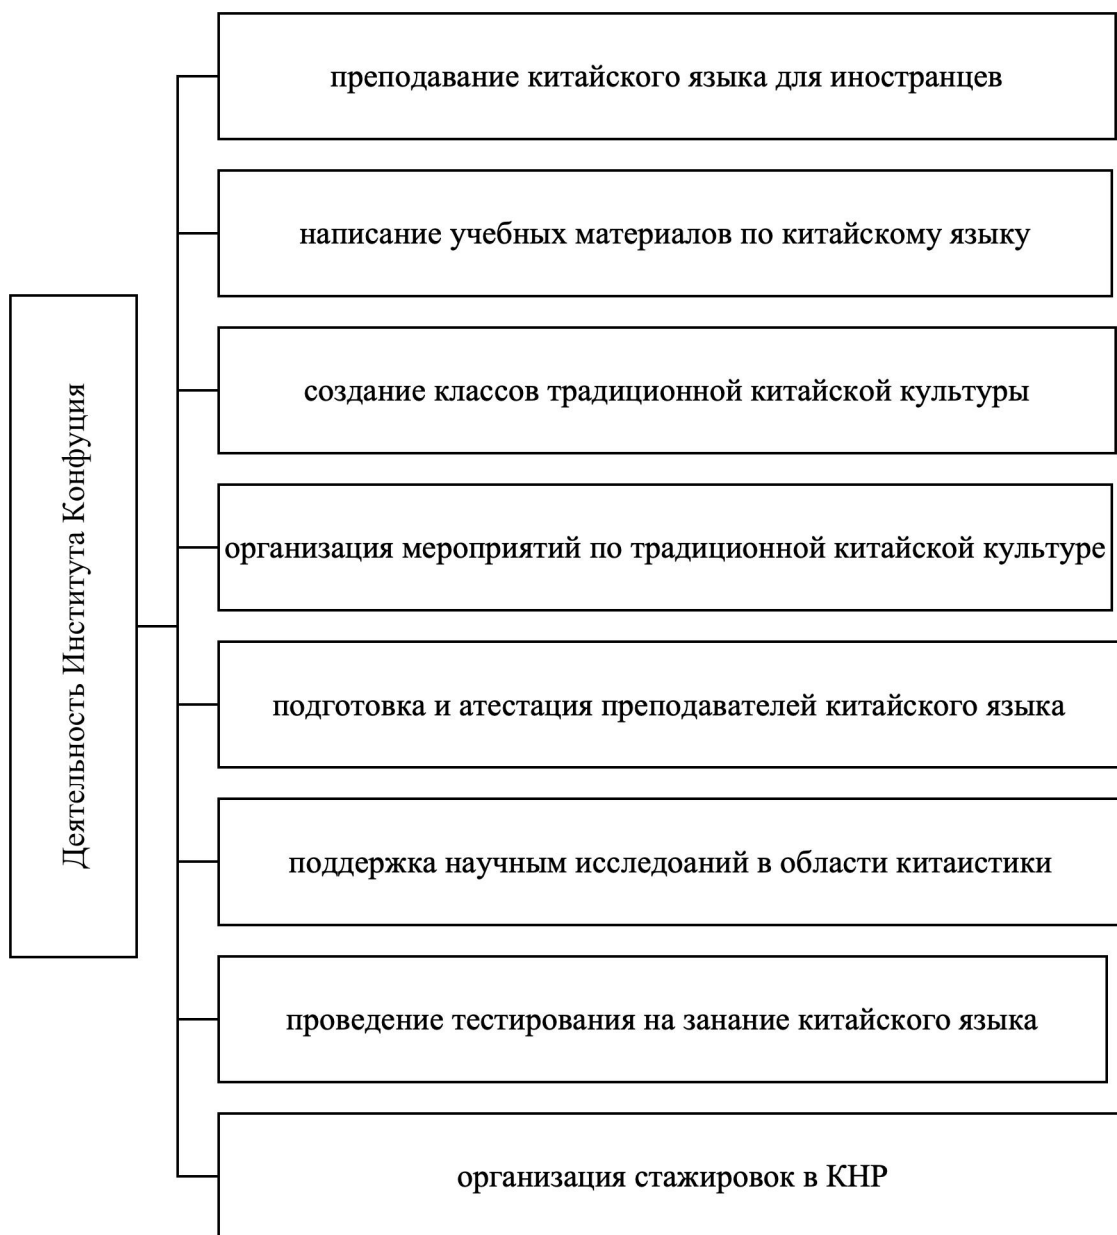 Деятельность Института Конфуция
преподавание китайского языка для иностранцев
написание учебных материалов по китайскому языку
создание классов традиционной китайской культуры
организация мероприятий по традиционной китайской культуре
подготовка и атестация преподавателей китайского языка
поддержка научным исследоаний в области китаистики
проведение тестирования на занание китайского языка
организация стажировок в КНР